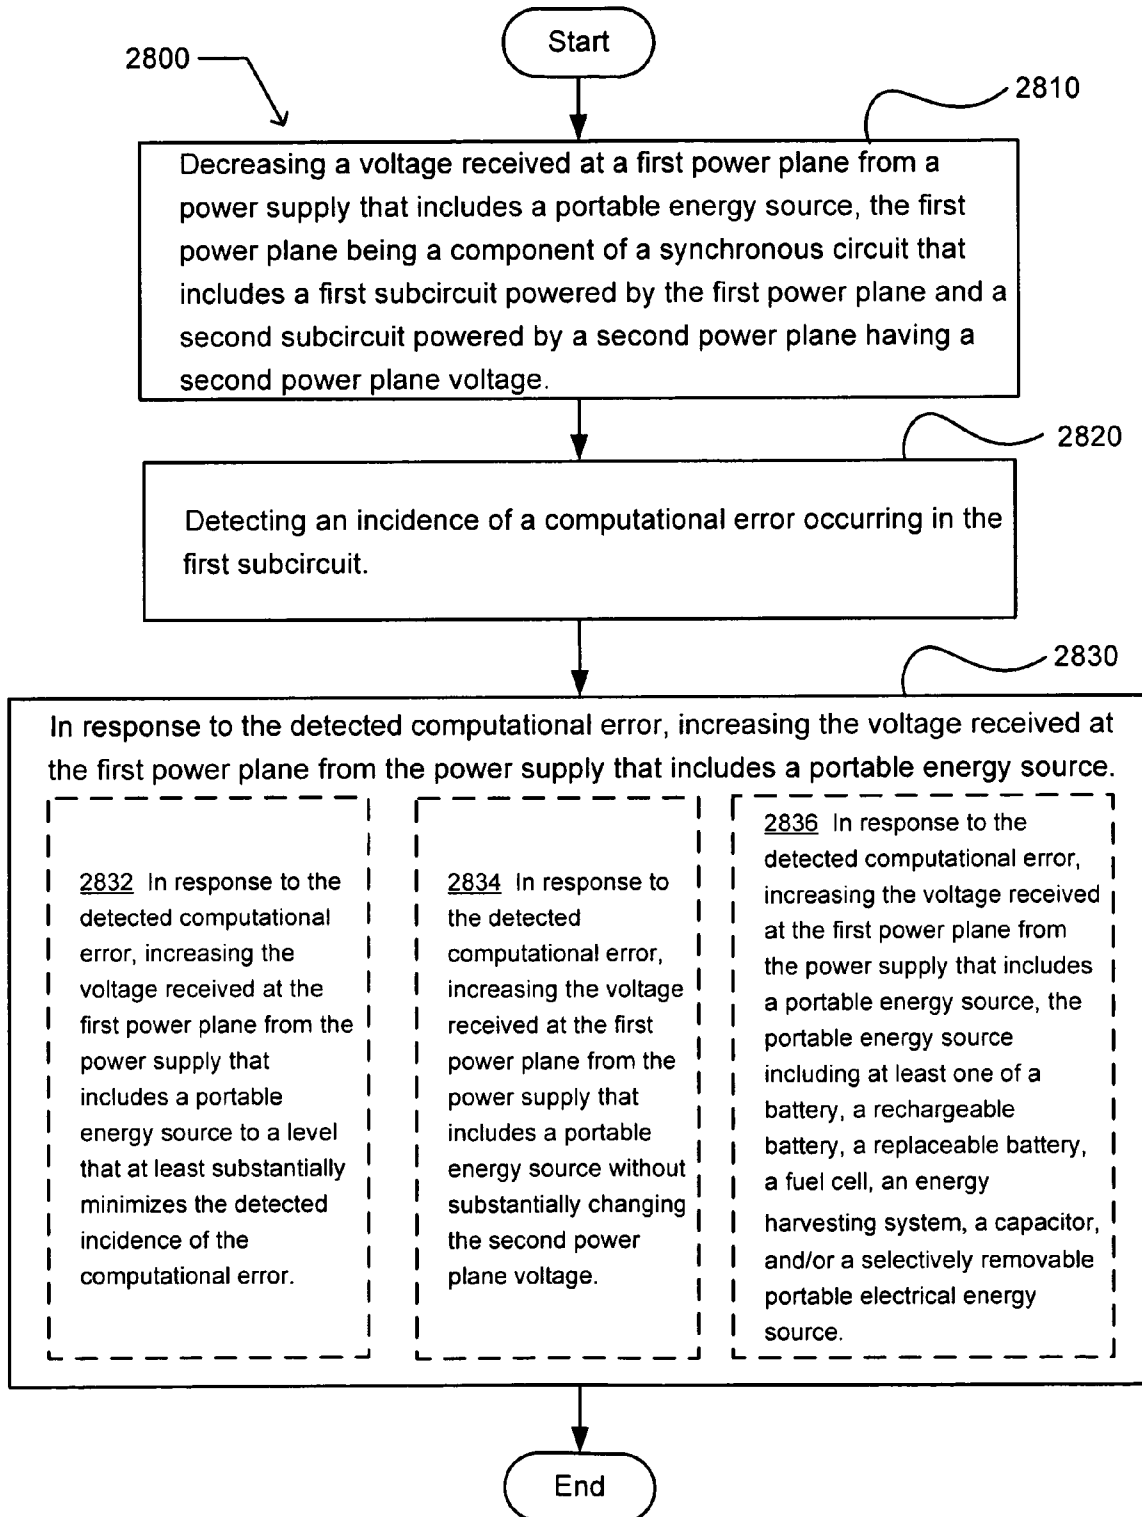 Start
2800
2810
Decreasing a voltage received at a first power plane from a
power supply that includes a portable energy source, the first
power plane being a component of a synchronous circuit that
includes a first subcircuit powered by the first power plane and a
second subcircuit powered by a second power plane having a
second power plane voltage.
2820
Detecting an incidence of a computational error occurring in the
first subcircuit.
2830
In response to the detected computational error, increasing the voltage received at
the first power plane from the power supply that includes a portable energy source.
2832 In response to the
detected computational
error, increasing the
voltage received at the
first power plane from the
power supply that
includes a portable
energy source to a level
that at least substantially
minimizes the detected
incidence of the
computational error.
2834 In response to
the detected
computational error,
increasing the voltage
received at the first
power plane from the
power supply that
includes a portable
energy source without
substantially changing
the second power
plane voltage.
2836 In response to the
detected computational error,
increasing the voltage received
at the first power plane from
the power supply that includes
a portable energy source, the
portable energy source
including at least one of a
battery, a rechargeable
battery, a replaceable battery,
a fuel cell, an energy
harvesting system, a capacitor,
and/or a selectively removable
portable electrical energy
source.
End